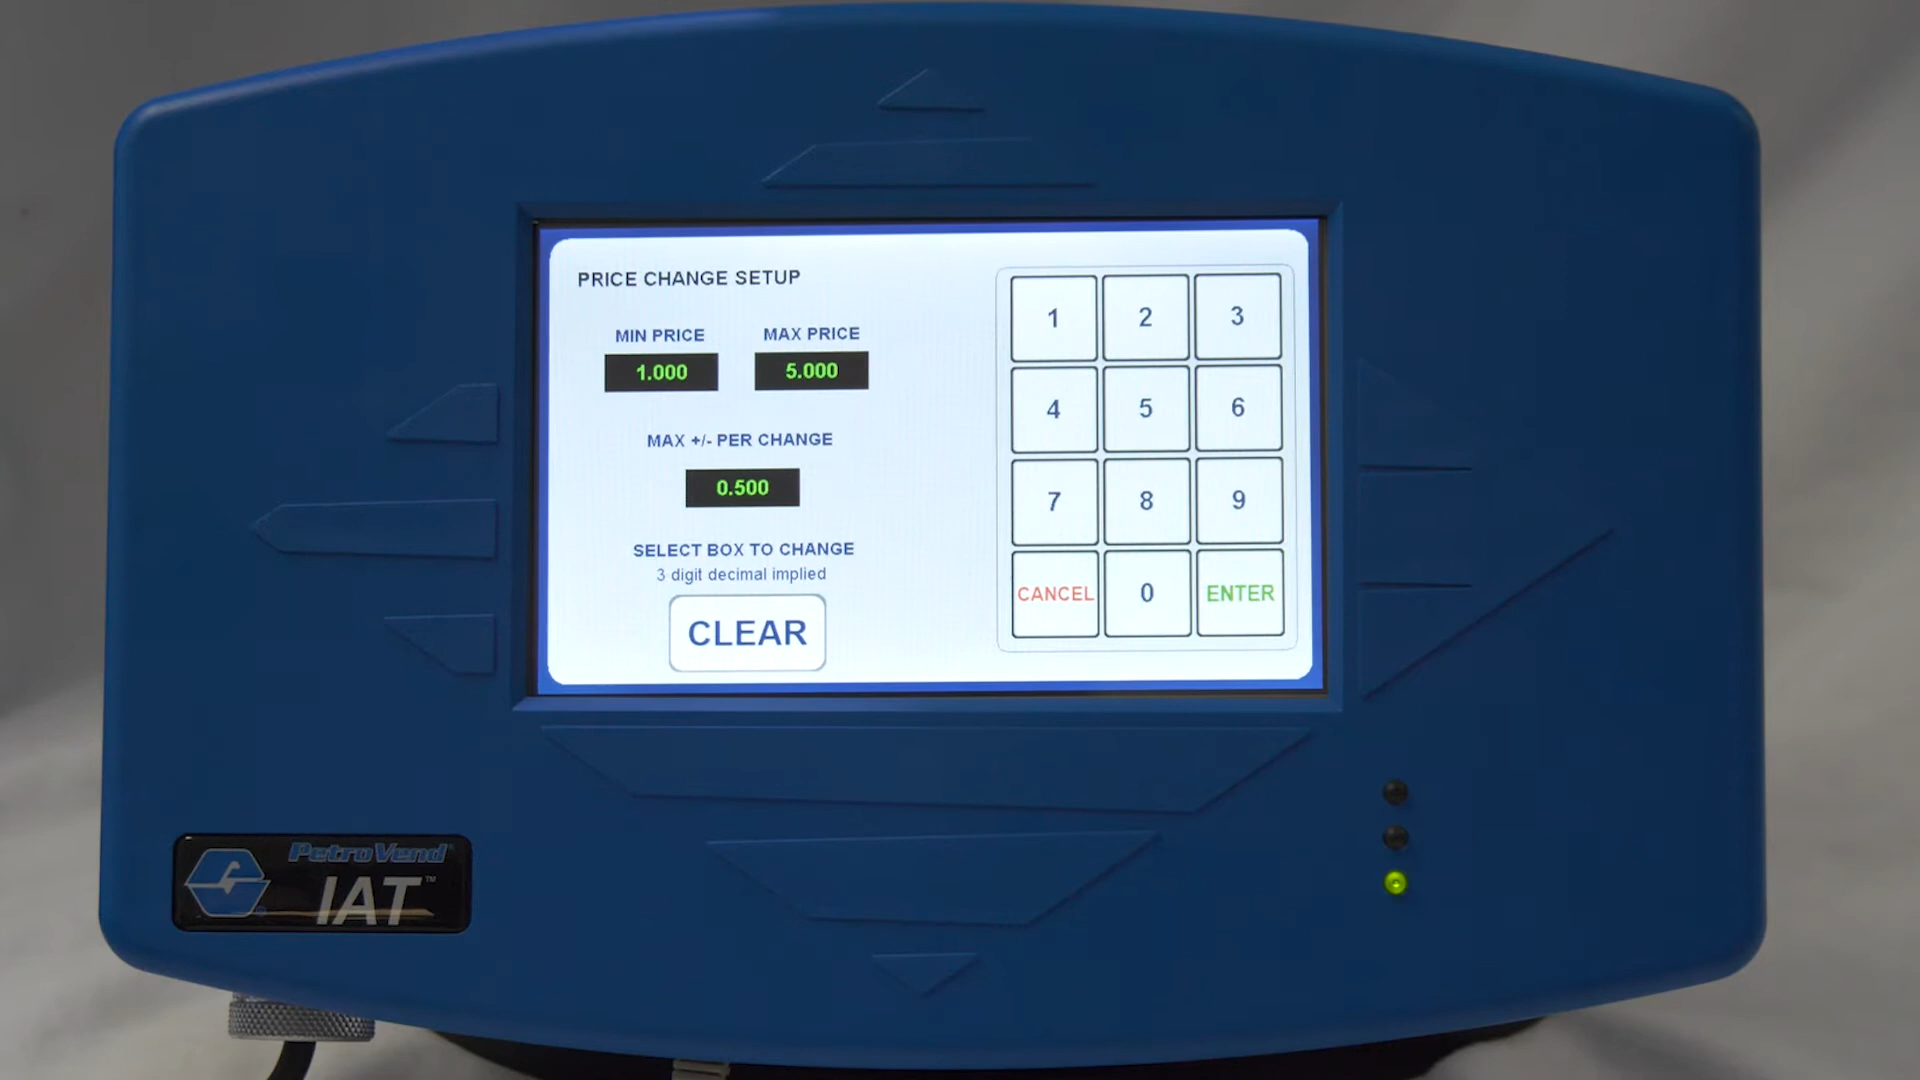 PRICE CHANGE SETUP
MIN PRICE MAX PRICE
1.000 5.000
MAX +/- PER CHANGE
0.500
SELECT BOX TO CHANGE
3 digit decimal implied
CLEAR
1 2 3
4 5 6
7 8 9
CANCEL 0 ENTER
PetroVend®
IAT™